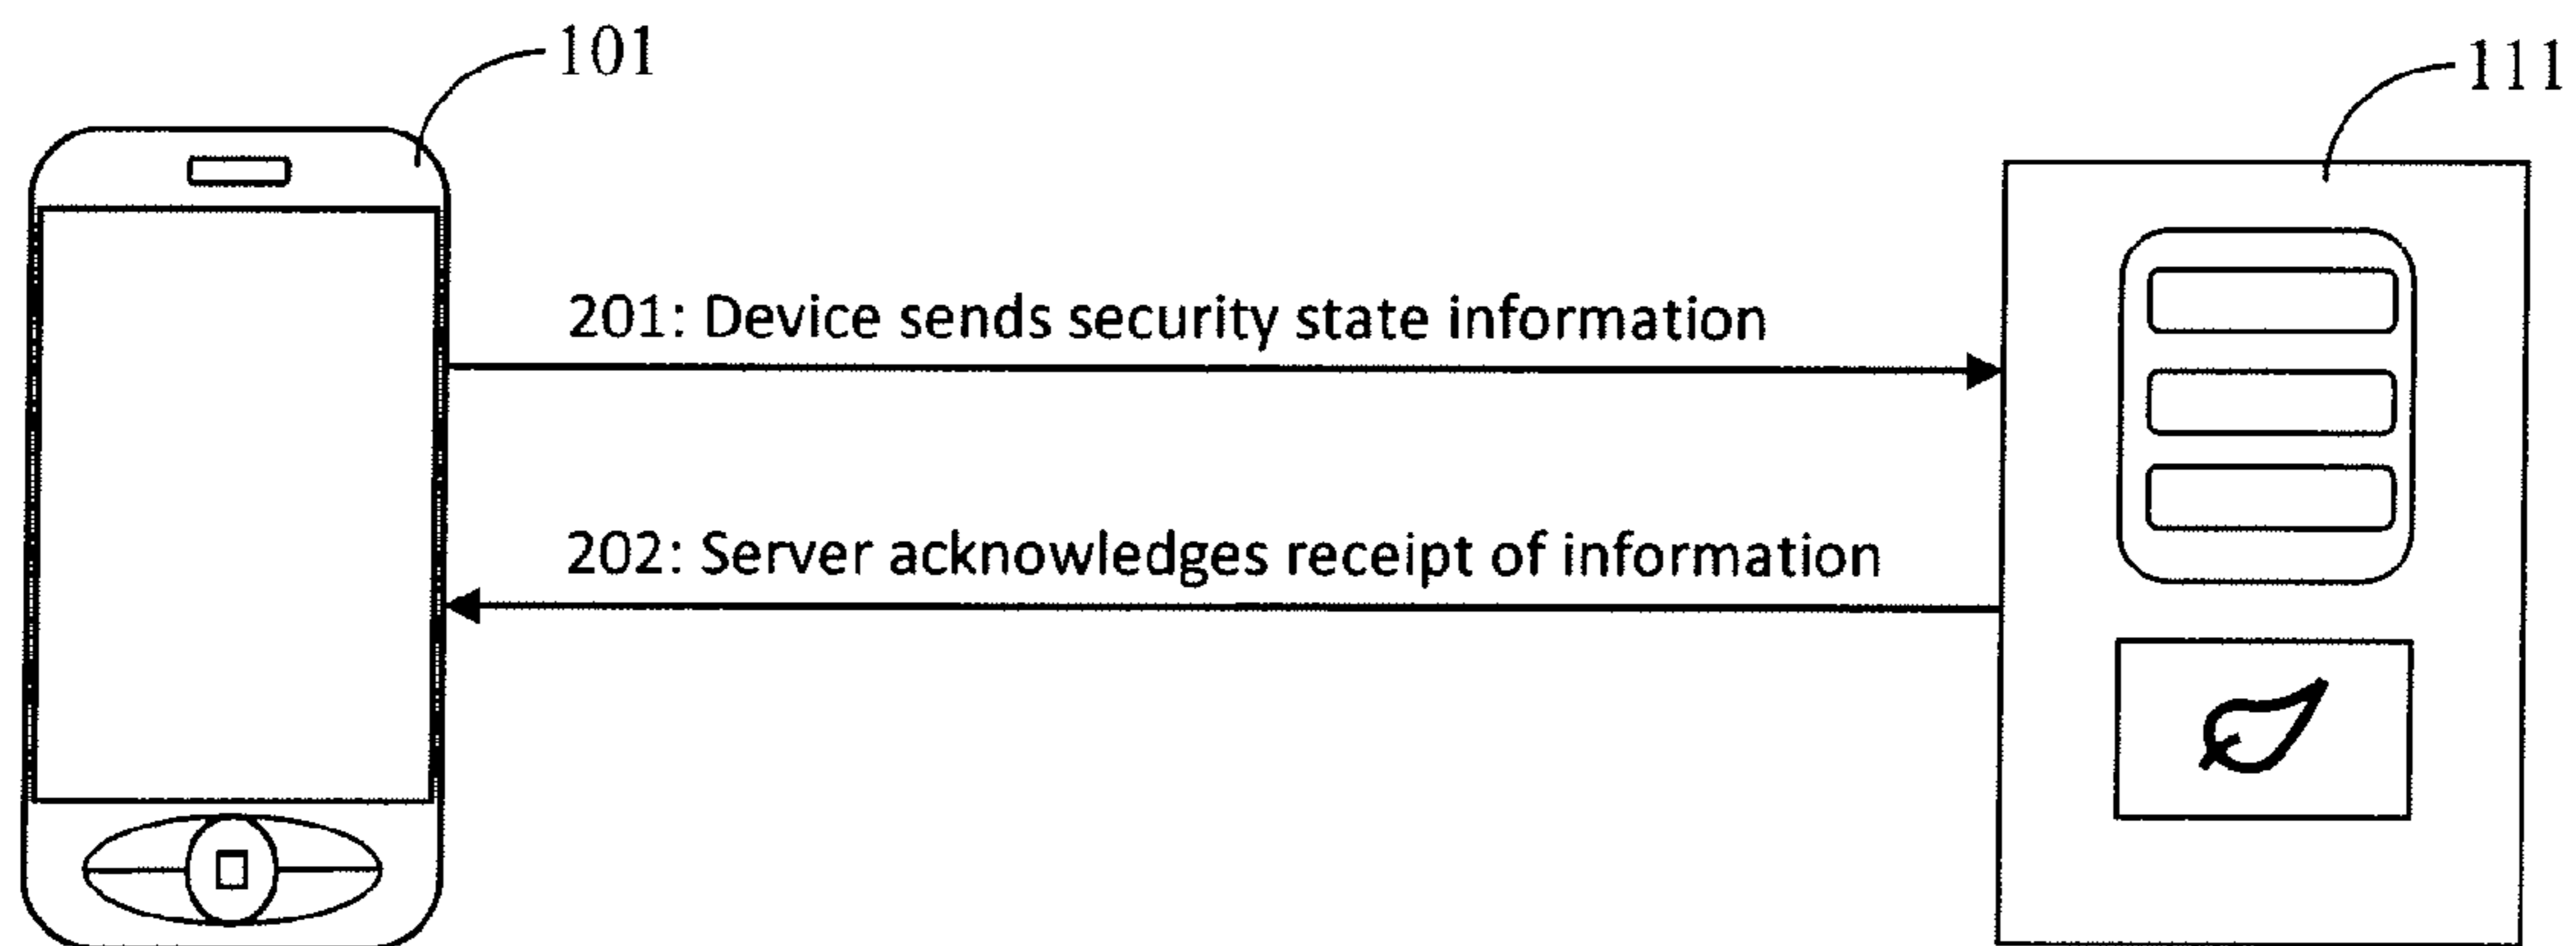 101
111
201: Device sends security state information
202: Server acknowledges receipt of information